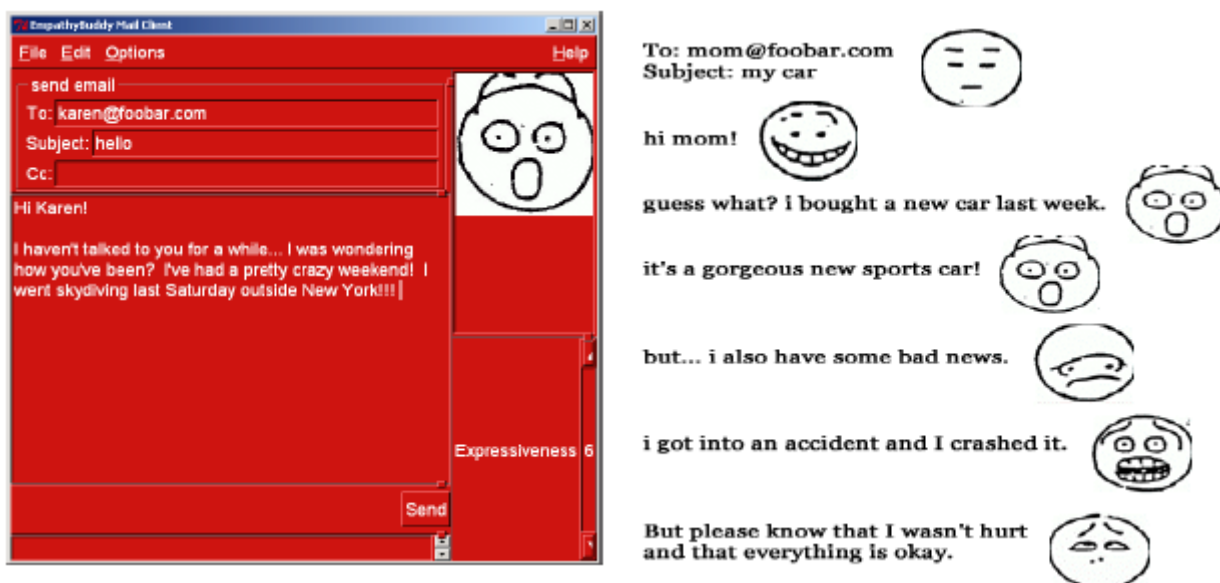 EmpathyBuddy Mail Client
File Edit Options Help
send email
To: karen@foobar.com
Subject: hello
Cc:
Hi Karen!
I haven't talked to you for a while... I was wondering
how you've been? I've had a pretty crazy weekend! I
went skydiving last Saturday outside New York!!!
Expressiveness 6
Send
To: mom@foobar.com
Subject: my car
hi mom!
guess what? i bought a new car last week.
it's a gorgeous new sports car!
but... i also have some bad news.
i got into an accident and I crashed it.
But please know that I wasn't hurt
and that everything is okay.